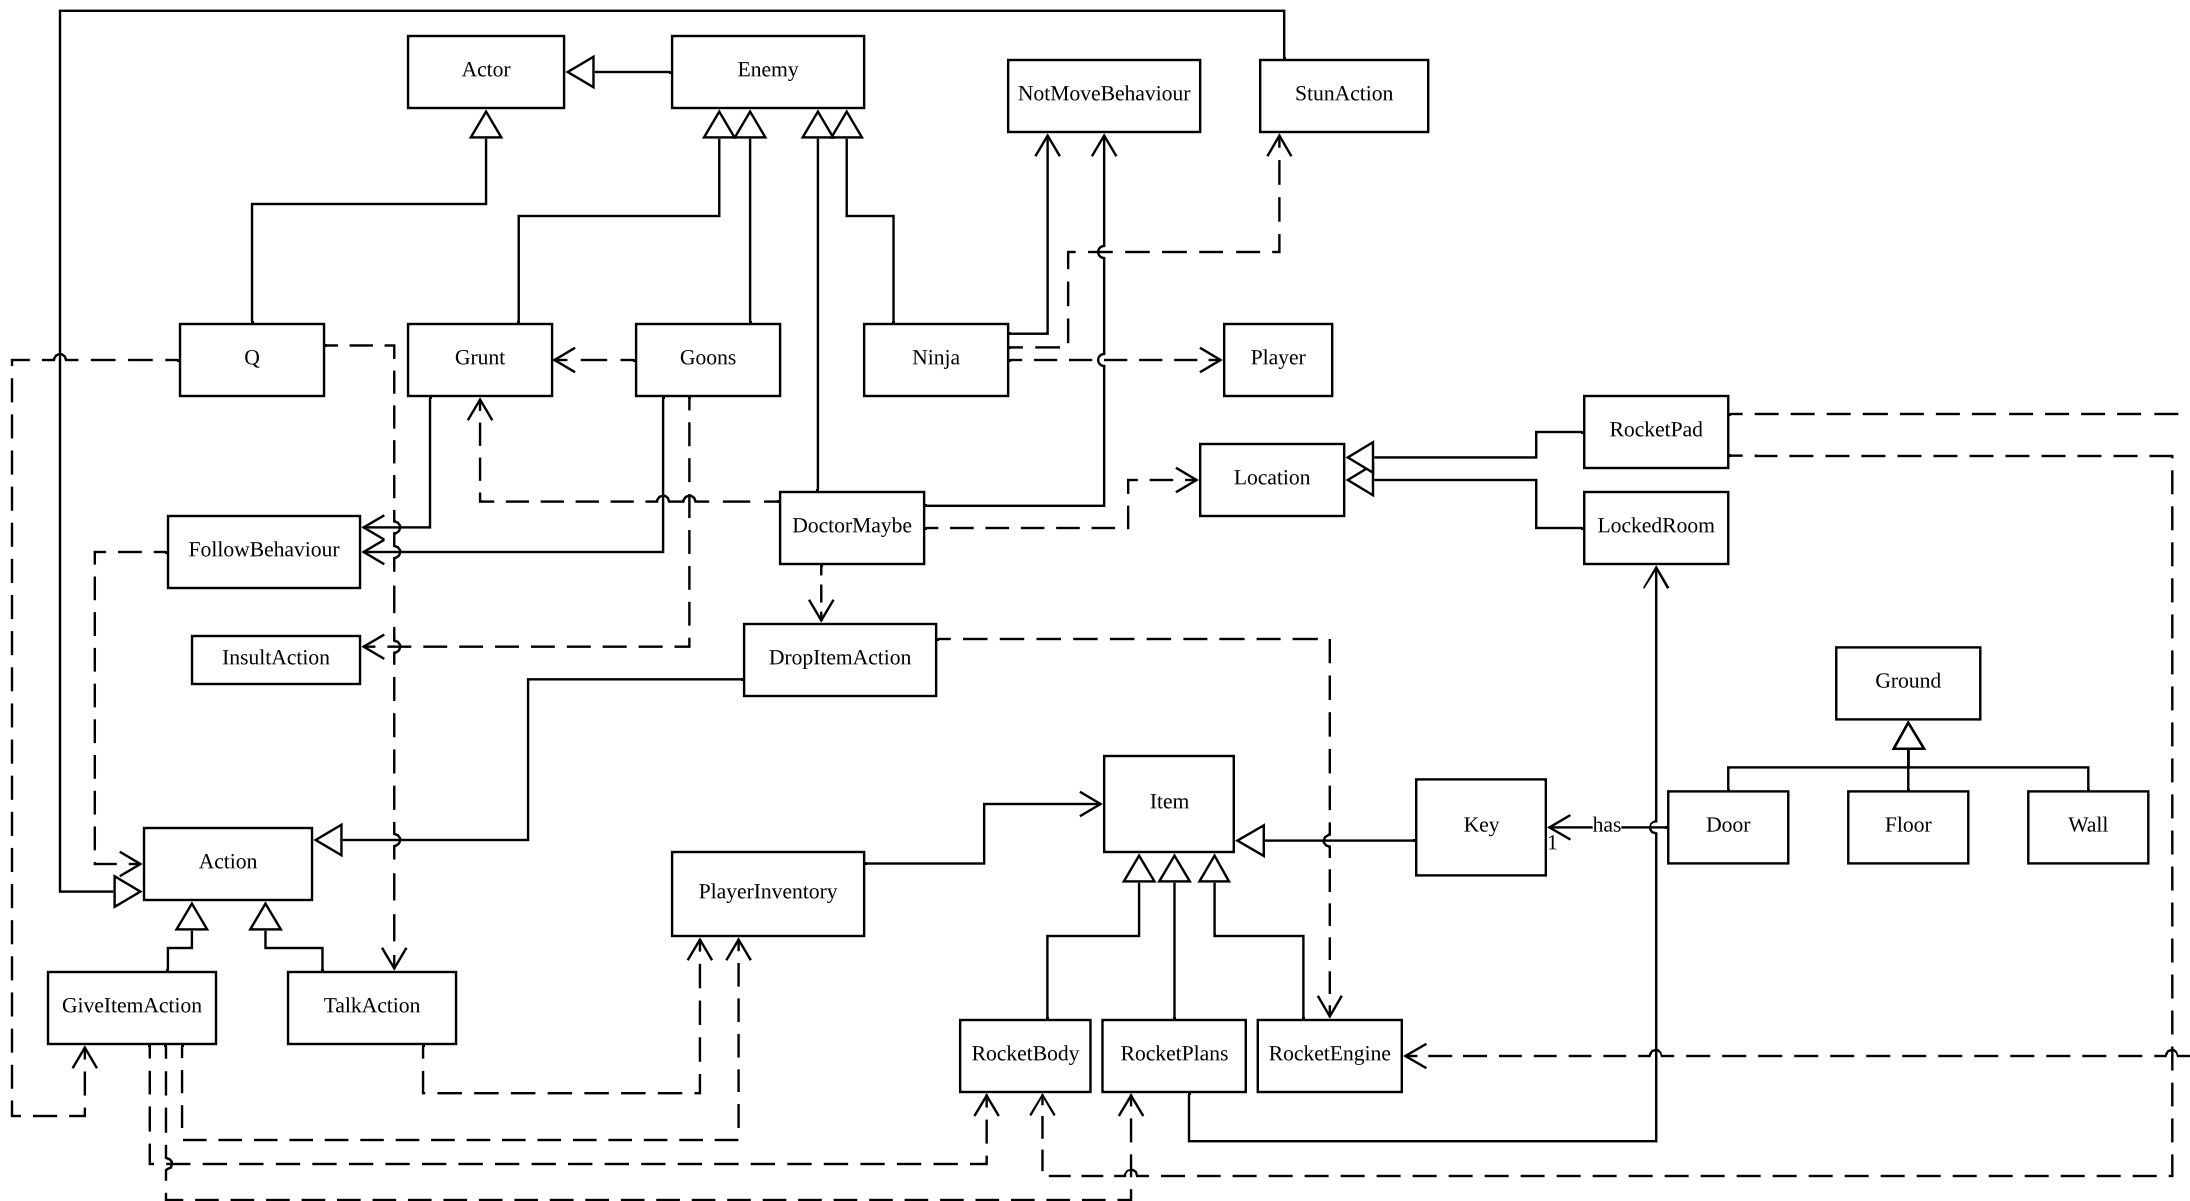 Actor
Enemy
NotMoveBehaviour
StunAction
Q
Grunt
Goons
Ninja
Player
RocketPad
Location
FollowBehaviour
DoctorMaybe
LockedRoom
InsultAction
DropItemAction
Ground
Item
Key
1
has
Door
Floor
Wall
Action
PlayerInventory
GiveItemAction
TalkAction
RocketBody
RocketPlans
RocketEngine